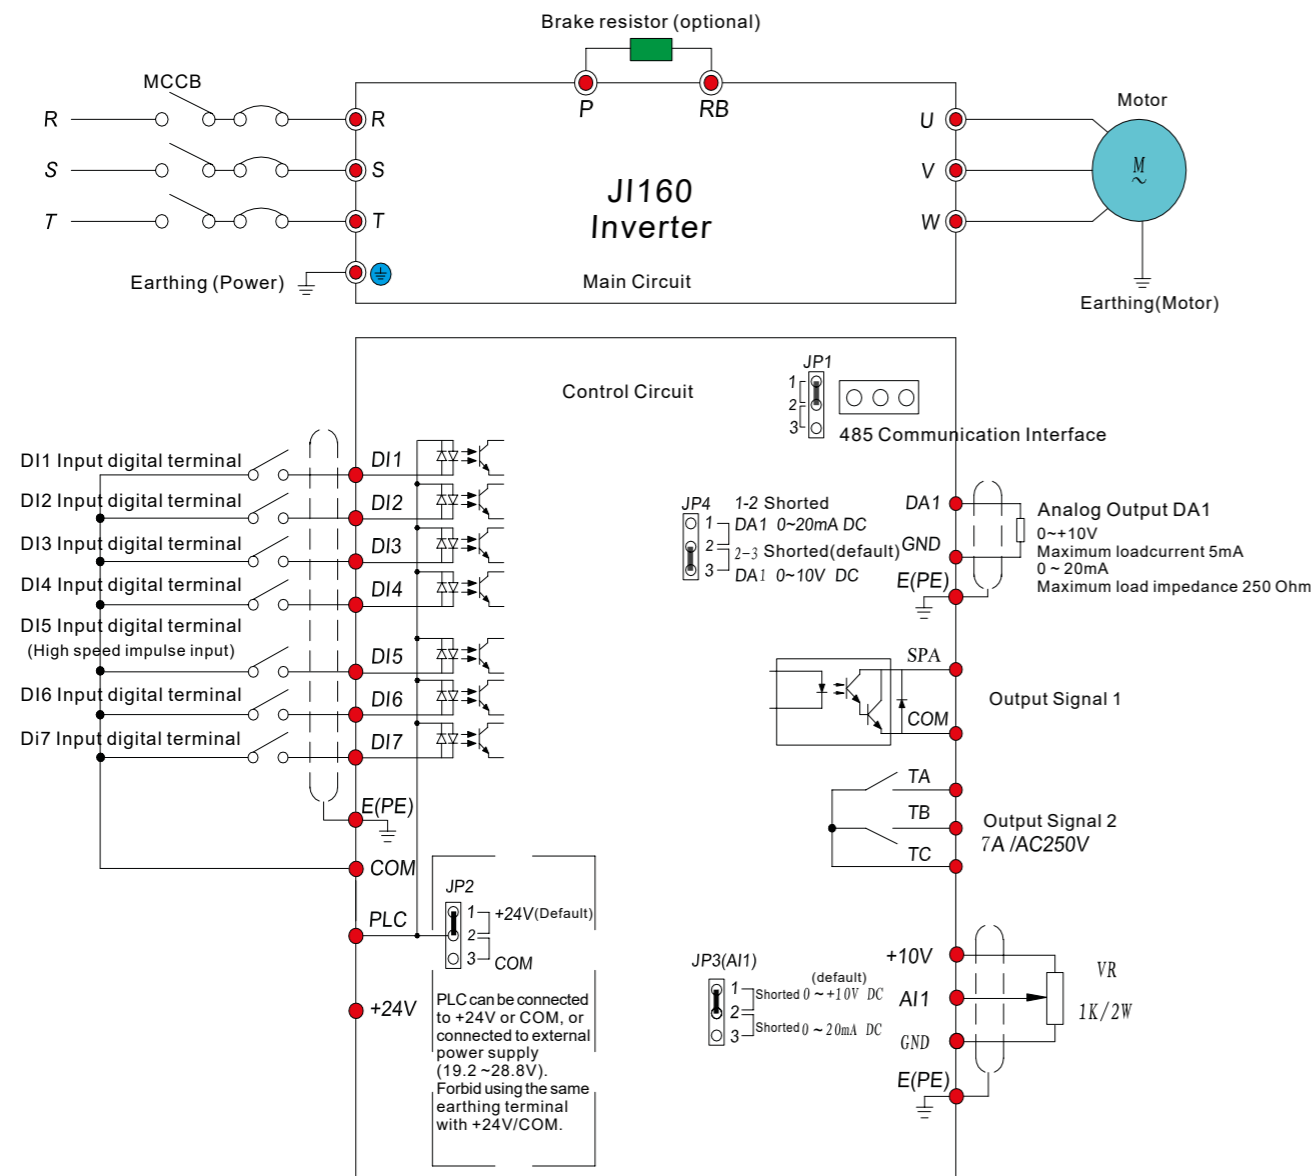 Brake resistor (optional)
MCCB
P
RB
Motor
R
R
U
M
~
S
S
V
JI160
Inverter
T
T
W
Earthing (Power)
Main Circuit
Earthing(Motor)
Control Circuit
JP1
1
2
3
485 Communication Interface
DI1 Input digital terminal
DI1
DI2 Input digital terminal
DI2
DI3 Input digital terminal
DI3
DI4 Input digital terminal
DI4
DI5 Input digital terminal
(High speed impulse input)
DI5
DI6 Input digital terminal
DI6
Di7 Input digital terminal
DI7
E(PE)
COM
PLC
+24V
JP4
1-2 Shorted
1
DA1 0~20mA DC
2
2-3 Shorted(default)
3
DA1 0~10V DC
DA1
GND
E(PE)
Analog Output DA1
0~+10V
Maximum loadcurrent 5mA
0 ~ 20mA
Maximum load impedance 250 Ohm
SPA
COM
Output Signal 1
TA
TB
TC
Output Signal 2
7A /AC250V
JP2
1
+24V(Default)
2
3
COM
PLC can be connected
to +24V or COM, or
connected to external
power supply
(19.2 ~28.8V).
Forbid using the same
earthing terminal
with +24V/COM.
JP3(AI1)
(default)
1
Shorted 0 ~ +10V DC
2
Shorted 0 ~ 20mA DC
3
+10V
AI1
GND
E(PE)
VR
1K/2W